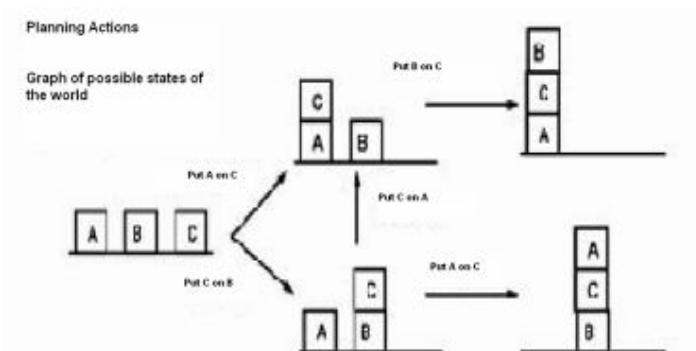 Planning Actions
Graph of possible states of
the world
Put B on C
B
C
A
C
A B
Put A on C
Put C on A
A B C
Put C on B
Put A on C
A
C
B
C
A B